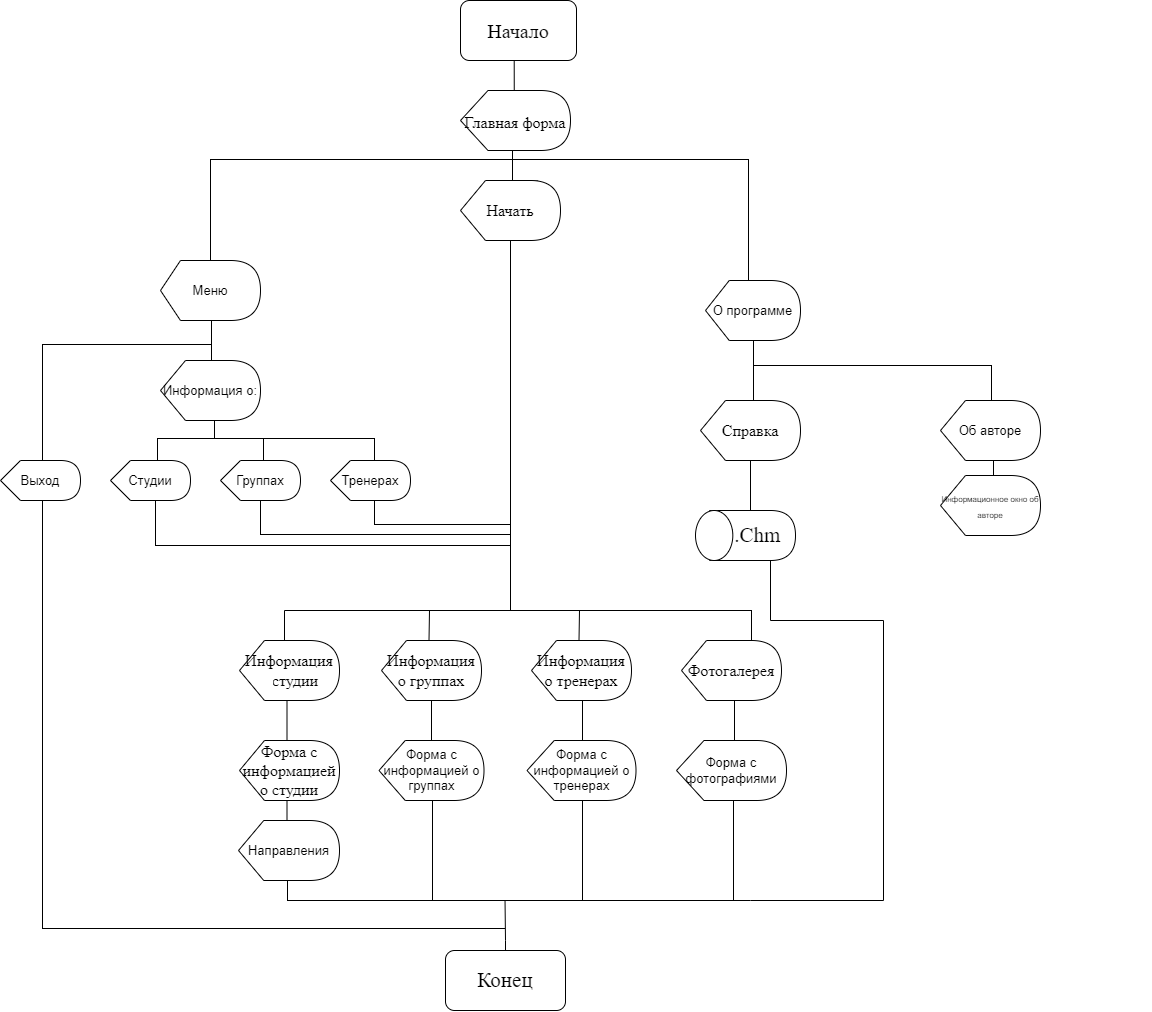 Начало
Главная форма
Начать
Меню
О программе
Информация о:
Справка
Об авторе
Выход
Студии
Группах
Тренерах
Информационное окно об
авторе
.Chm
Информация
студии
Информация
о группах
Информация
о тренерах
Фотогалерея
Форма с
информацией
о студии
Форма с
информацией о
группах
Форма с
информацией о
тренерах
Форма с
фотографиями
Направления
Конец